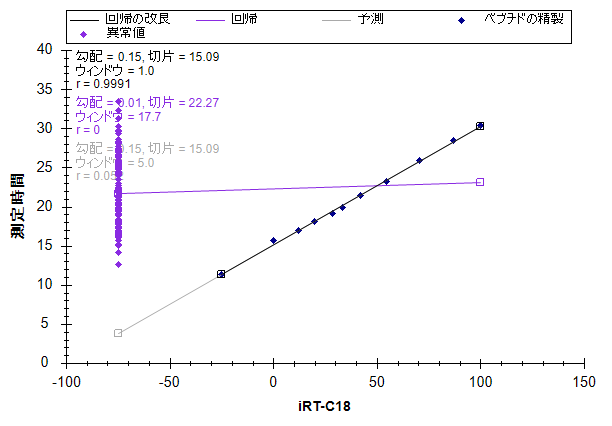 回帰の改良 回帰 予測 ペプチドの精製
異常値
勾配 = 0.15, 切片 = 15.09
ウィンドウ = 1.0
r = 0.9991
勾配 = 0.01, 切片 = 22.27
ウィンドウ = 17.7
r = 0
勾配 = 0.15, 切片 = 15.09
ウィンドウ = 5.0
r = 0.05
測定時間
40
35
30
25
20
15
10
5
0
-100 -50 0 50 100 150
iRT-C18